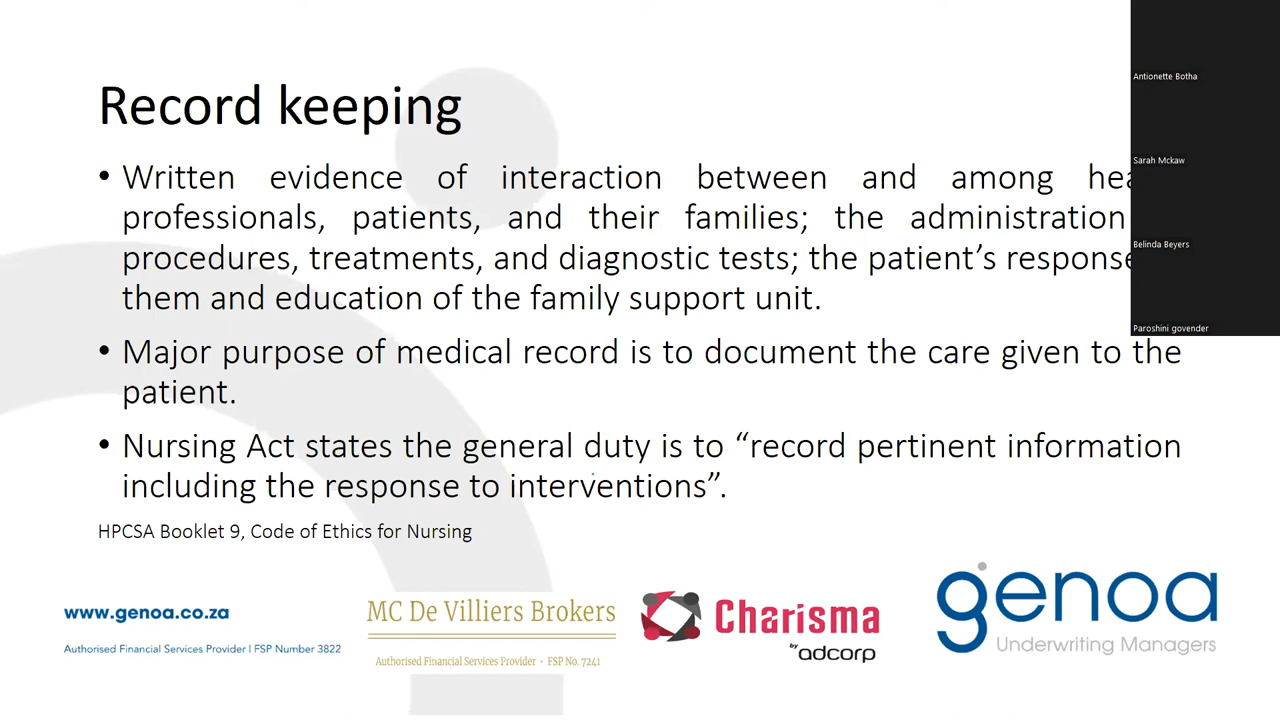 Record keeping
• Written evidence of interaction between and among hea
professionals, patients, and their families; the administration
procedures, treatments, and diagnostic tests; the patient’s response
them and education of the family support unit.
• Major purpose of medical record is to document the care given to the
patient.
• Nursing Act states the general duty is to “record pertinent information
including the response to interventions”.
HPCSA Booklet 9, Code of Ethics for Nursing
www.genoa.co.za
Authorised Financial Services Provider | FSP Number 3822
MC De Villiers Brokers
Authorised Financial Services Provider • FSP No. 7241
Charisma
by adcorp
genoa
Underwriting Managers
Antionette Botha
Sarah Mckaw
Belinda Beyers
Paroshini govender